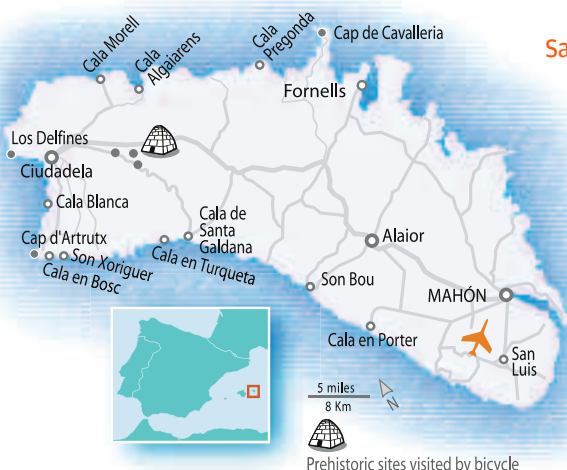 Cala Morell
Cala
Algaiarens
Cala
Pregonda
Cap de Cavalleria
Sa
Fornells
Los Delfines
Ciudadela
Cala Blanca
Cala de
Santa
Galdana
Alaior
Cap d'Artrutx
Son Xoriguer
Cala en Bosc
Cala en Turqueta
Son Bou
MAHÓN
Cala en Porter
San
Luis
5 miles
8 Km
N
Prehistoric sites visited by bicycle